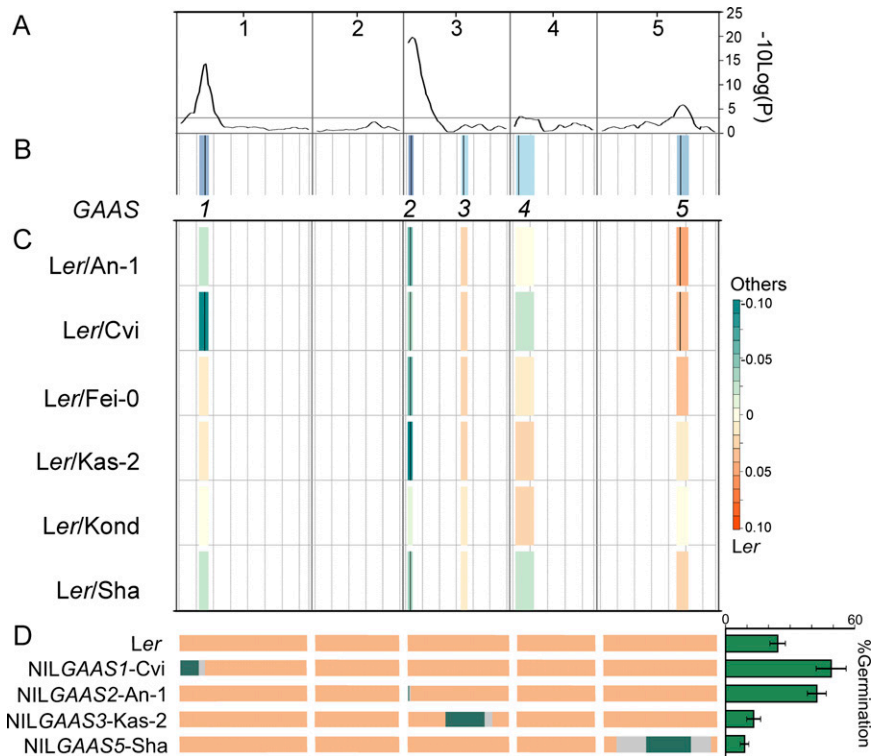 A
1 2 3 4 5
25
20
15
10
5
0
-10Log(P)
B
GAAS 1 2 3 4 5
C
Ler/An-1
Ler/Cvi
Ler/Fei-0
Ler/Kas-2
Ler/Kond
Ler/Sha
Others
-0.10
-0.05
0
0.05
0.10
Ler
D
0 60
%Germination
Ler
NILGAAS1-Cvi
NILGAAS2-An-1
NILGAAS3-Kas-2
NILGAAS5-Sha